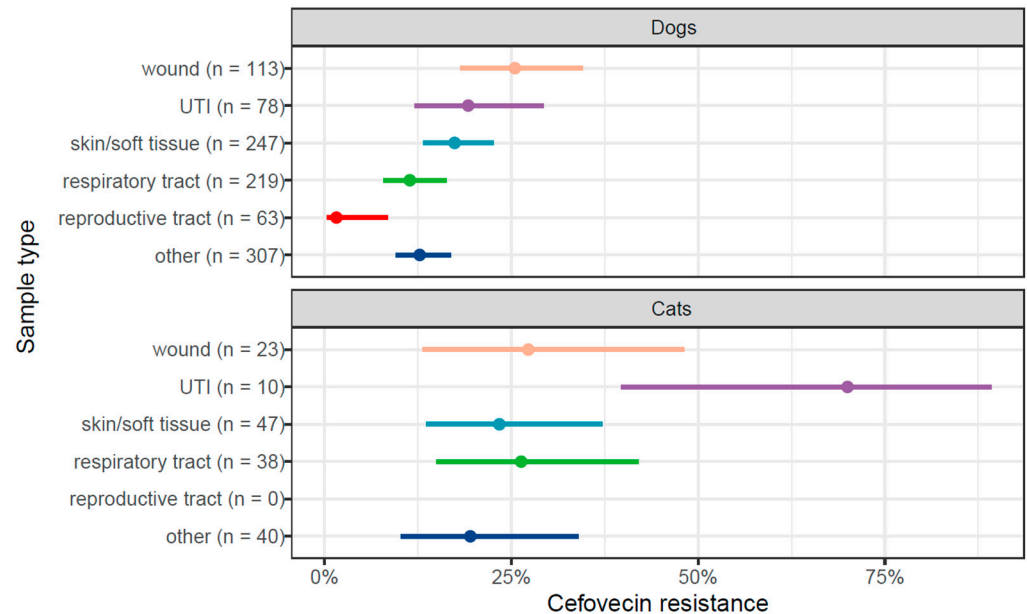 Dogs
wound (n = 113)
UTI (n = 78)
skin/soft tissue (n = 247)
respiratory tract (n = 219)
reproductive tract (n = 63)
other (n = 307)
Sample type
Cats
wound (n = 23)
UTI (n = 10)
skin/soft tissue (n = 47)
respiratory tract (n = 38)
reproductive tract (n = 0)
other (n = 40)
0% 25% 50% 75%
Cefovecin resistance